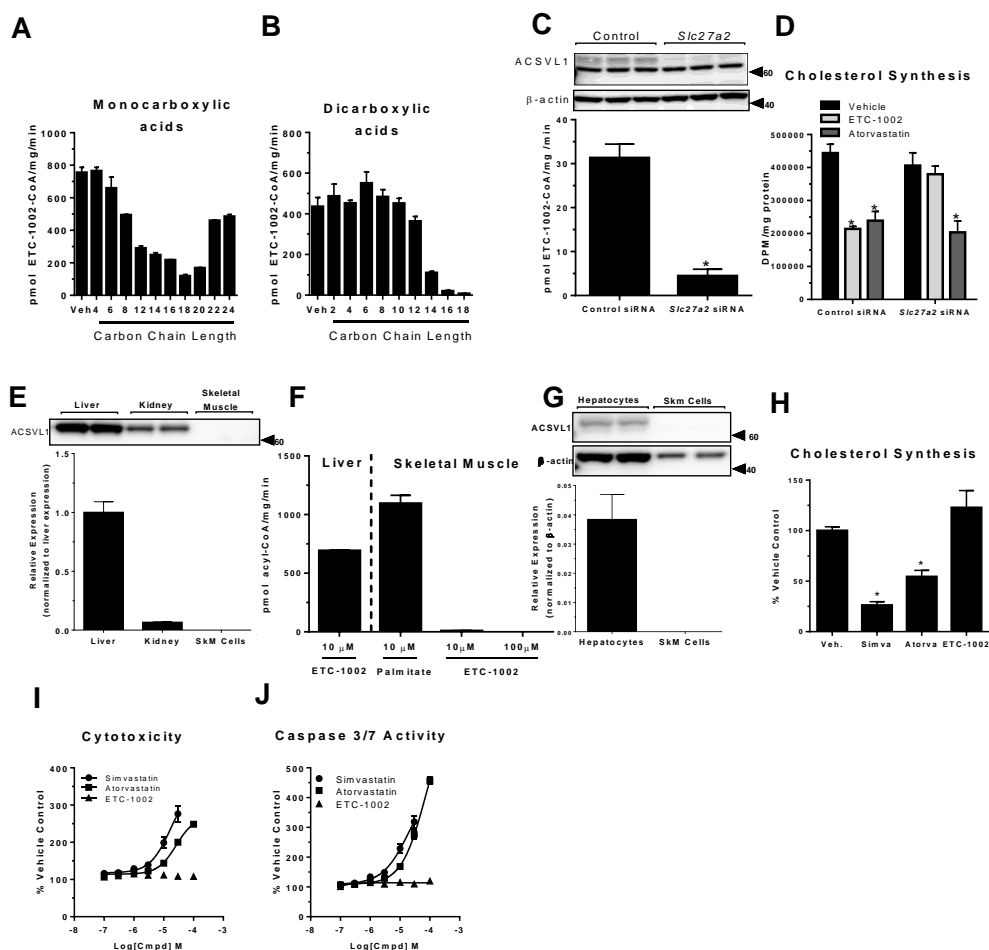 A
Monocarboxylic
acids
pmol ETC-1002-CoA/mg/min
1000
800
600
400
200
0
Veh 4 6 8 12 14 16 18 20 22 24
Carbon Chain Length
B
Dicarboxylic
acids
pmol ETC-1002-CoA/mg/min
800
600
400
200
0
Veh 2 4 6 8 10 12 14 16 18
Carbon Chain Length
C
Control Slc27a2
ACSVL1
60
β-actin
40
pmol ETC-1002-CoA/mg /min
40
30
20
10
0
*
Control siRNA Slc27a2 siRNA
D
Cholesterol Synthesis
Vehicle
ETC-1002
Atorvastatin
DPM/mg protein
500000
400000
300000
200000
100000
0
* * *
Control siRNA Slc27a2 siRNA
E
Liver Kidney Skeletal
Muscle
ACSVL1
60
Relative Expression
(normalized to liver expression)
1.5
1.0
0.5
0.0
Liver Kidney SkM Cells
F
Liver Skeletal Muscle
pmol acyl-CoA/mg/min
1500
1000
500
0
10 μM 10 μM 10μM 100μM
ETC-1002 Palmitate ETC-1002
G
Hepatocytes Skm Cells
ACSVL1
60
β-actin
40
Relative Expression
(normalized to β-actin)
0.05
0.04
0.03
0.02
0.01
0.00
Hepatocytes SkM Cells
H
Cholesterol Synthesis
% Vehicle Control
150
100
50
25
0
* *
Veh. Simva Atorva ETC-1002
I
Cytotoxicity
Simvastatin
Atorvastatin
ETC-1002
% Vehicle Control
400
300
200
100
0
-8 -7 -6 -5 -4 -3
Log[Cmpd] M
J
Caspase 3/7 Activity
Simvastatin
Atorvastatin
ETC-1002
% Vehicle Control
500
400
300
200
100
0
-8 -7 -6 -5 -4 -3
Log[Cmpd] M